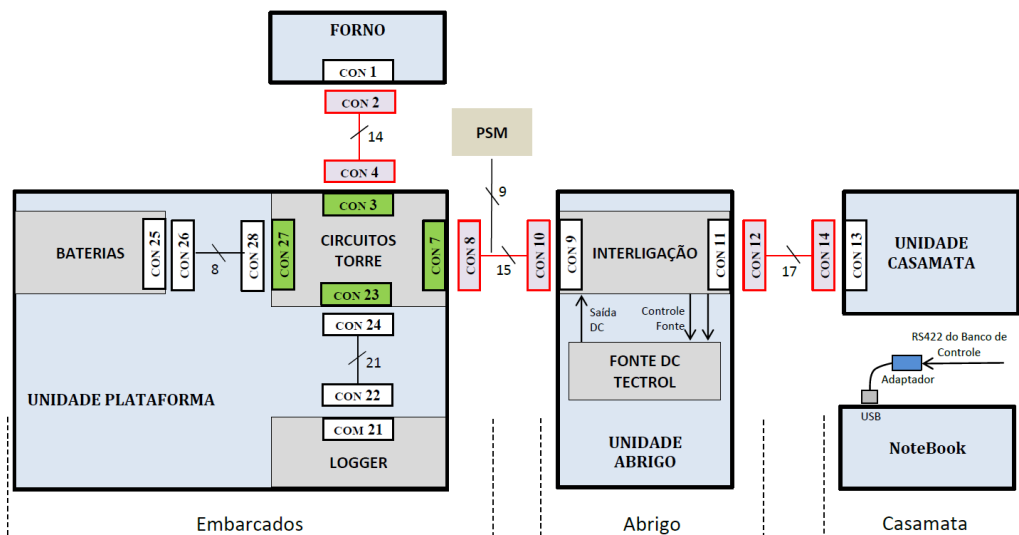 FORNO
CON 1
CON 2
14
CON 4
PSM
9
CON 3
BATERIAS
CON 25
CON 26
8
CON 28
CON 27
CIRCUITOS
TORRE
CON 7
CON 8
15
CON 10
CON 9
INTERLIGAÇÃO
CON 11
CON 12
17
CON 14
CON 13
UNIDADE
CASAMATA
CON 23
CON 24
21
CON 22
COM 21
LOGGER
UNIDADE PLATAFORMA
Saída
DC
Controle
Fonte
FONTE DC
TECTROL
UNIDADE
ABRIGO
RS422 do Banco de
Controle
Adaptador
USB
NoteBook
Embarcados
Abrigo
Casamata